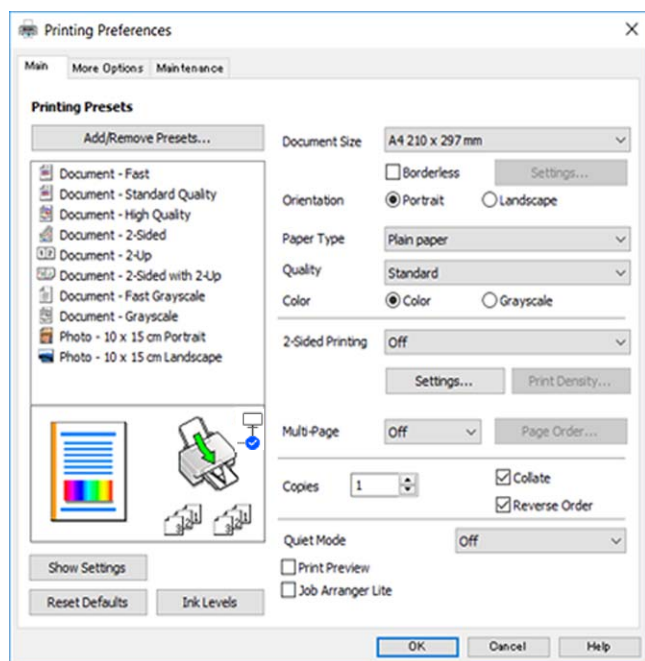 Printing Preferences
Main More Options Maintenance
Printing Presets
Add/Remove Presets...
Document - Fast
Document - Standard Quality
Document - High Quality
Document - 2-Sided
Document - 2-Up
Document - 2-Sided with 2-Up
Document - Fast Grayscale
Document - Grayscale
Photo - 10 x 15 cm Portrait
Photo - 10 x 15 cm Landscape
Show Settings
Reset Defaults Ink Levels
Document Size A4 210 x 297 mm
Borderless Settings...
Orientation Portrait Landscape
Paper Type Plain paper
Quality Standard
Color Color Grayscale
2-Sided Printing Off
Settings... Print Density...
Multi-Page Off Page Order...
Copies 1 Collate
Reverse Order
Quiet Mode Off
Print Preview
Job Arranger Lite
OK Cancel Help